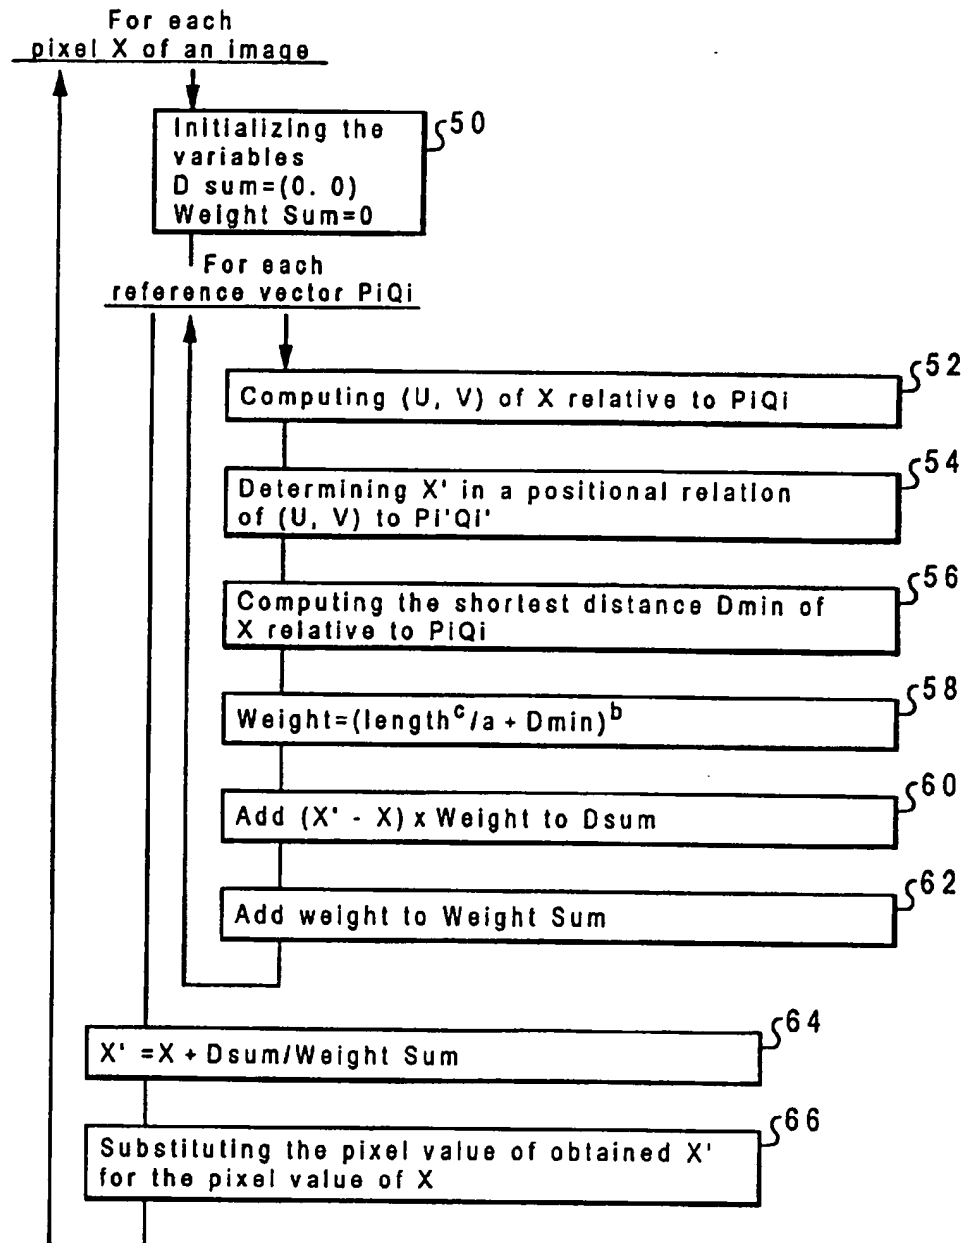 For each
pixel X of an image
Initializing the
variables
D sum=(0. 0)
Weight Sum=0
50
For each
reference vector PiQi
52
Computing (U, V) of X relative to PiQi
54
Determining X' in a positional relation
of (U, V) to Pi'Qi'
56
Computing the shortest distance Dmin of
X relative to PiQi
58
Weight=(length^c/a + Dmin)^b
60
Add (X' - X) x Weight to Dsum
62
Add weight to Weight Sum
64
X' =X + Dsum/Weight Sum
66
Substituting the pixel value of obtained X'
for the pixel value of X